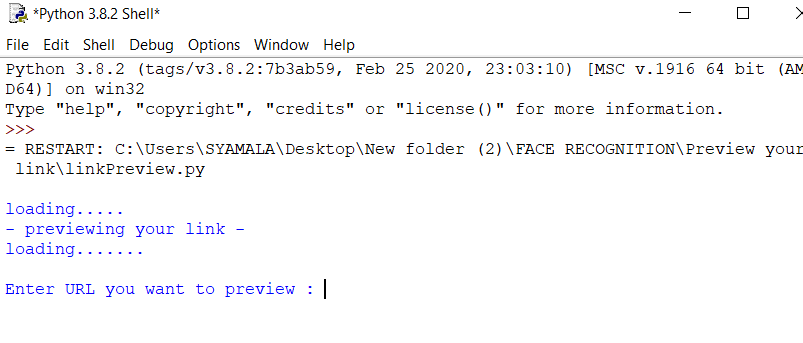 *Python 3.8.2 Shell*
File Edit Shell Debug Options Window Help
Python 3.8.2 (tags/v3.8.2:7b3ab59, Feb 25 2020, 23:03:10) [MSC v.1916 64 bit (AM
D64)] on win32
Type "help", "copyright", "credits" or "license()" for more information.
>>>
= RESTART: C:\Users\SYAMALA\Desktop\New folder (2)\FACE RECOGNITION\Preview your
 link\linkPreview.py
loading.....
- previewing your link -
loading.......
Enter URL you want to preview :